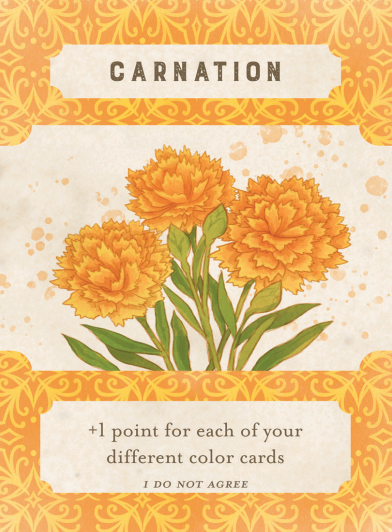 CARNATION
+1 point for each of your
different color cards
I DO NOT AGREE